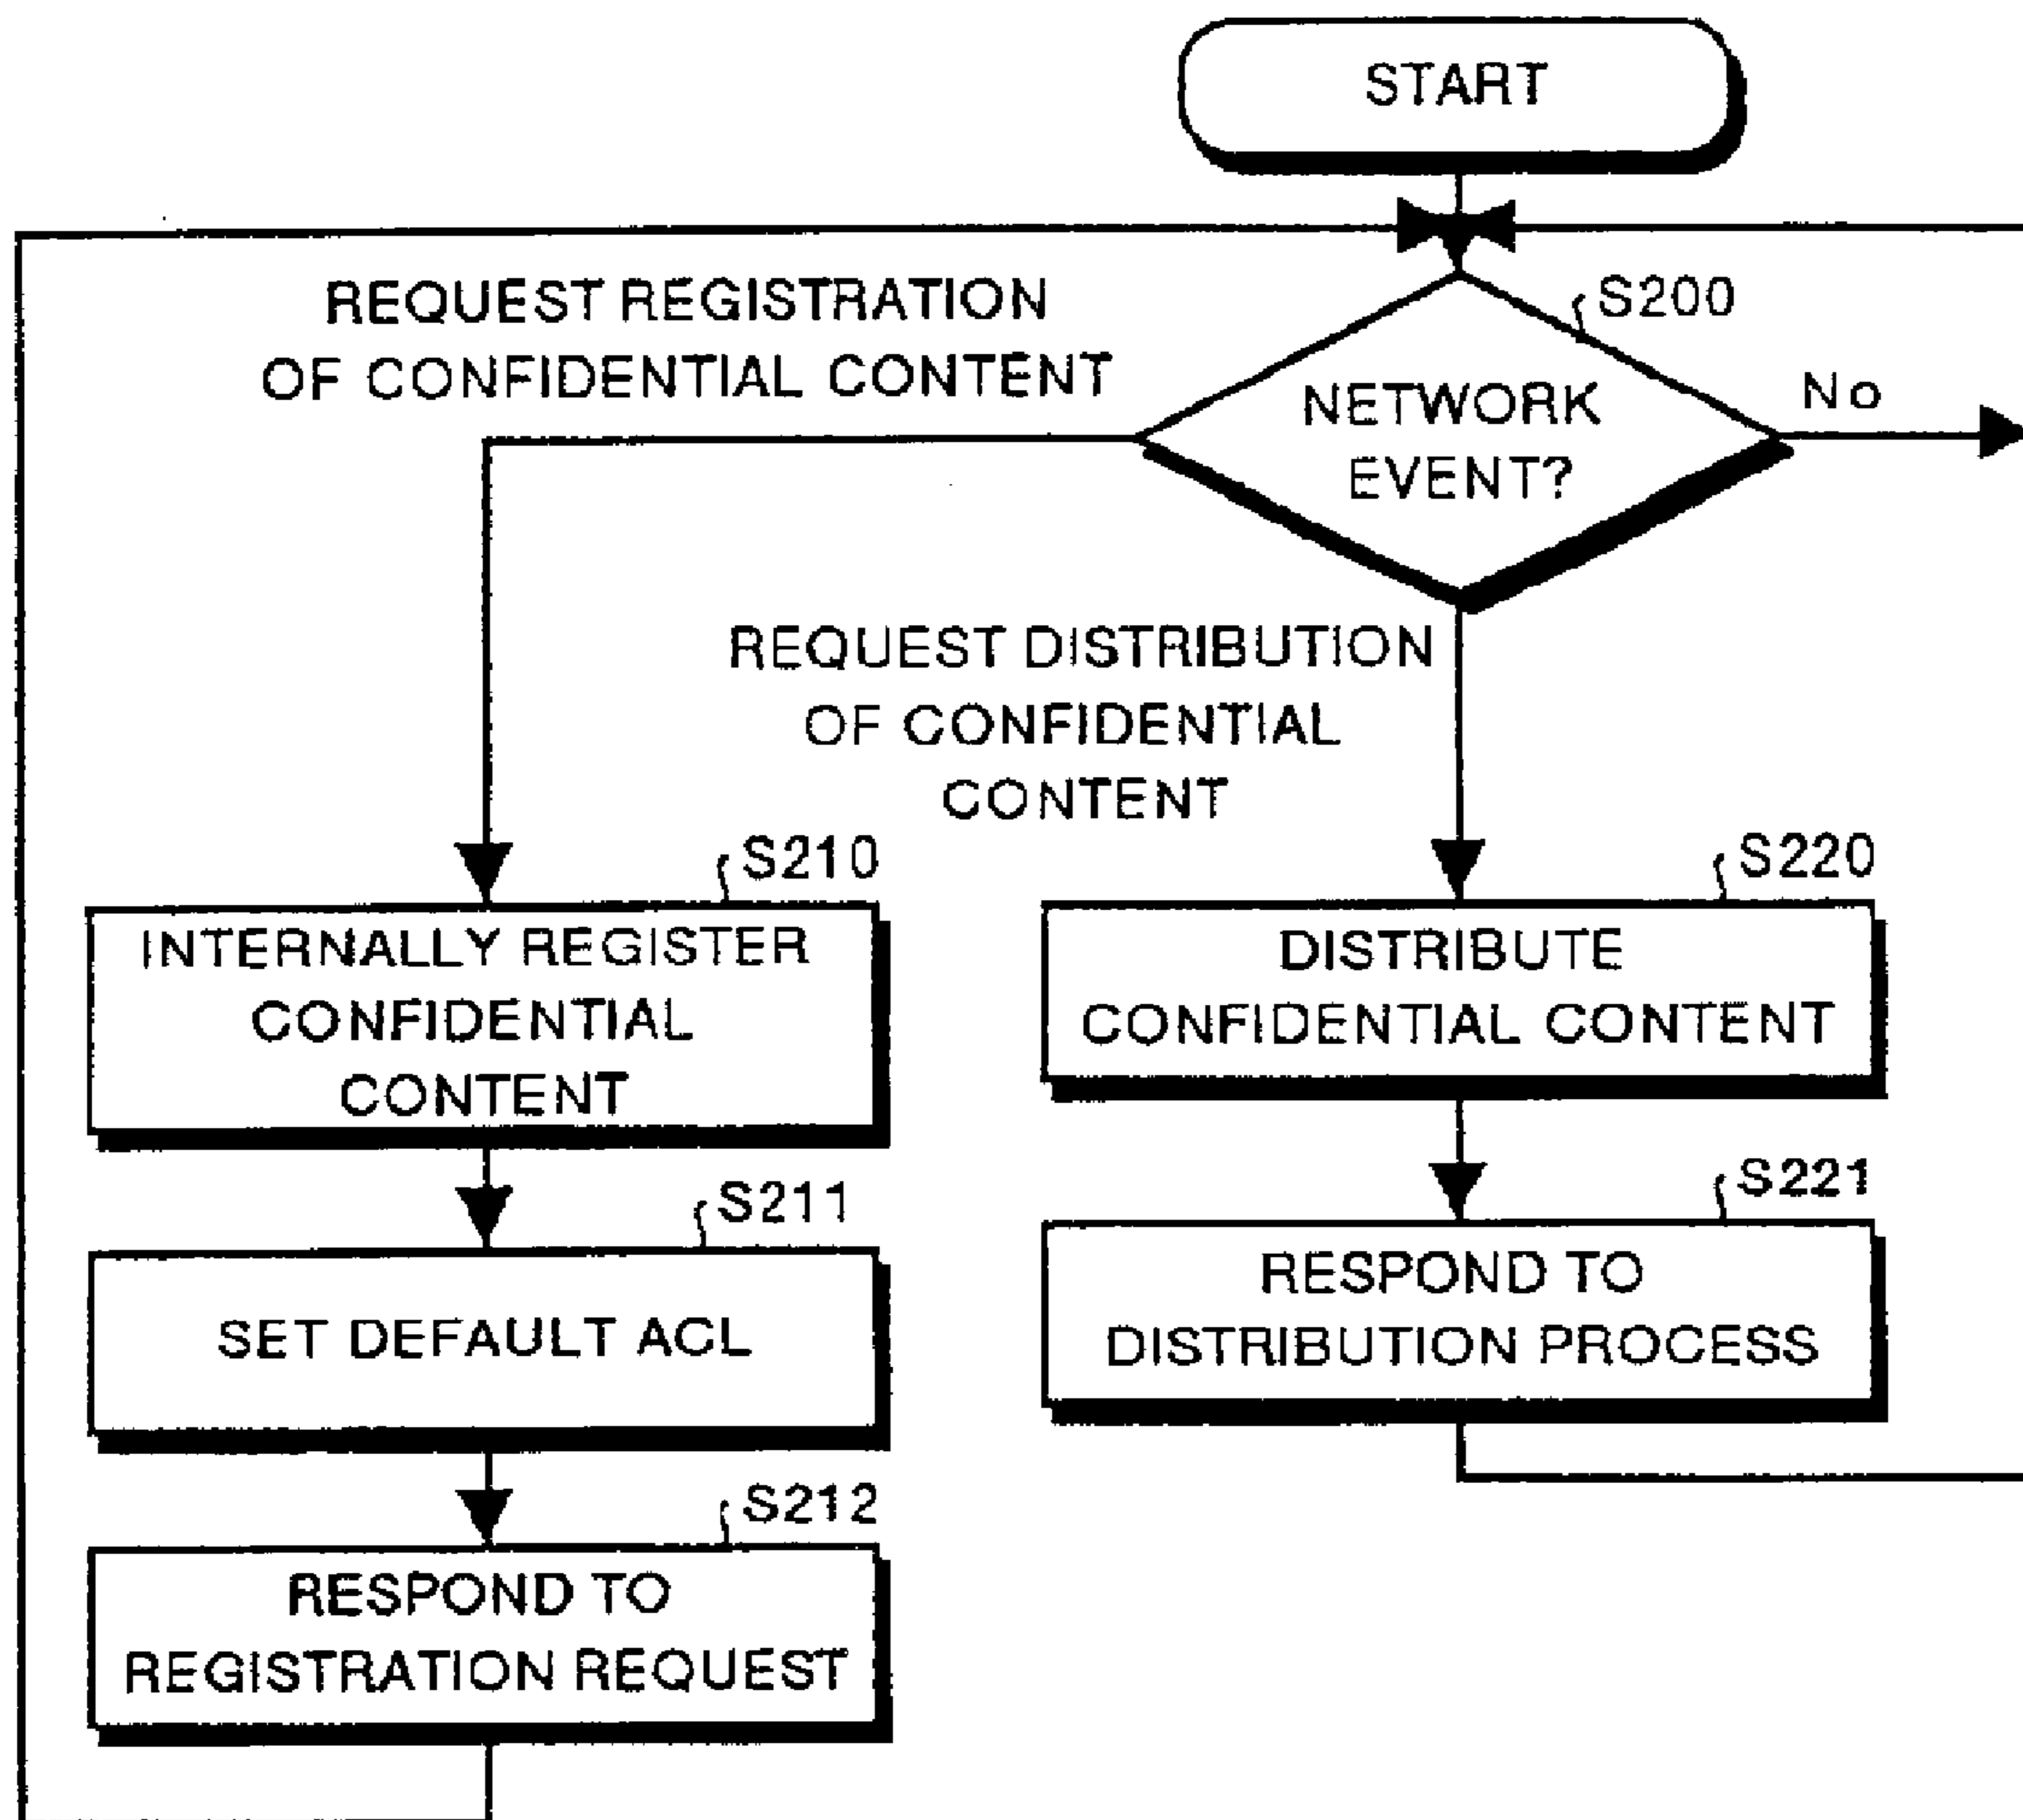 START
REQUEST REGISTRATION
OF CONFIDENTIAL CONTENT
S200
NETWORK
EVENT?
No
REQUEST DISTRIBUTION
OF CONFIDENTIAL
CONTENT
S210
INTERNALLY REGISTER
CONFIDENTIAL
CONTENT
S220
DISTRIBUTE
CONFIDENTIAL CONTENT
S211
SET DEFAULT ACL
S221
RESPOND TO
DISTRIBUTION PROCESS
S212
RESPOND TO
REGISTRATION REQUEST